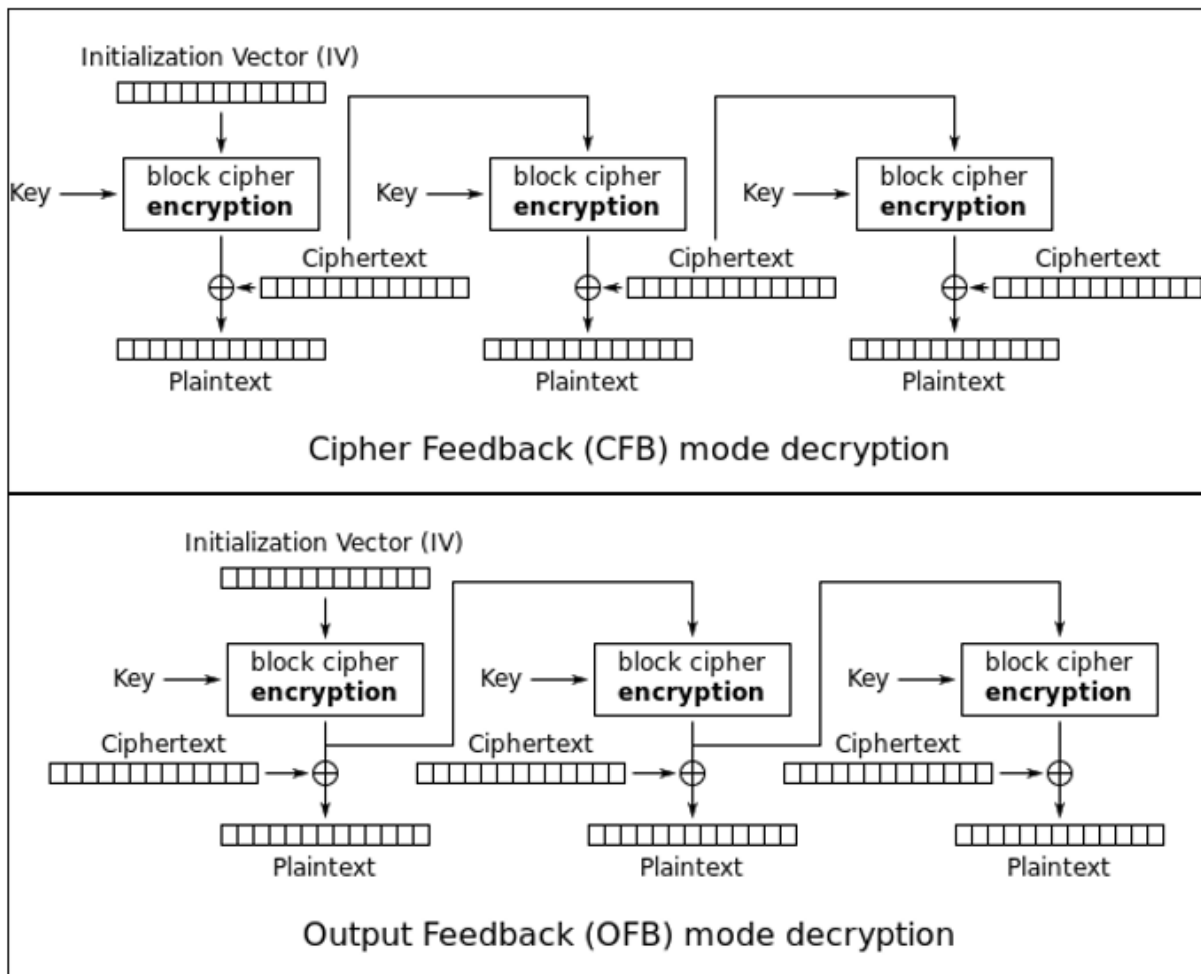 Initialization Vector (IV)
Key
block cipher
encryption
Key
block cipher
encryption
Key
block cipher
encryption
Ciphertext
Ciphertext
Ciphertext
Plaintext
Plaintext
Plaintext
Cipher Feedback (CFB) mode decryption
Initialization Vector (IV)
Key
block cipher
encryption
Key
block cipher
encryption
Key
block cipher
encryption
Ciphertext
Ciphertext
Ciphertext
Plaintext
Plaintext
Plaintext
Output Feedback (OFB) mode decryption